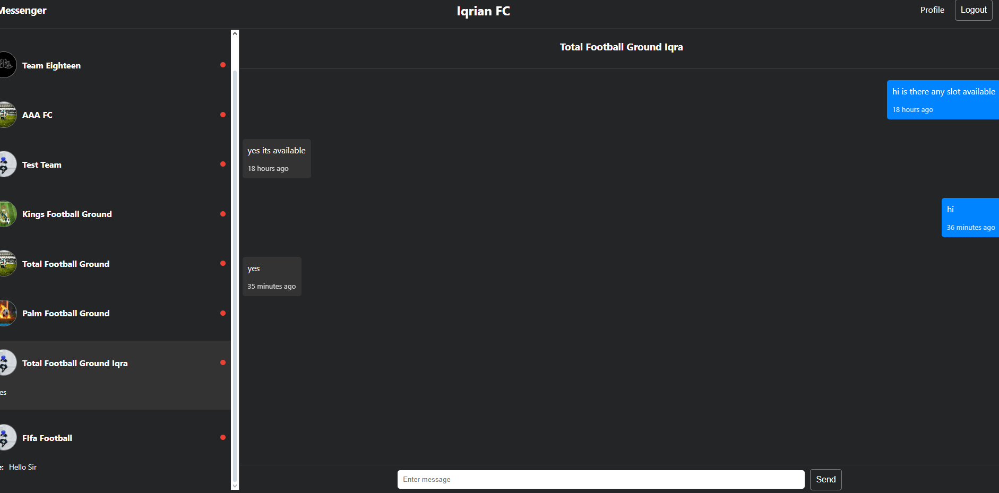 Messenger
Iqrian FC
Profile
Logout
Team Eighteen
AAA FC
Test Team
Kings Football Ground
Total Football Ground
Palm Football Ground
Total Football Ground Iqra
es
FIfa Football
e: Hello Sir
Total Football Ground Iqra
hi is there any slot available
18 hours ago
yes its available
18 hours ago
hi
36 minutes ago
yes
35 minutes ago
Enter message
Send